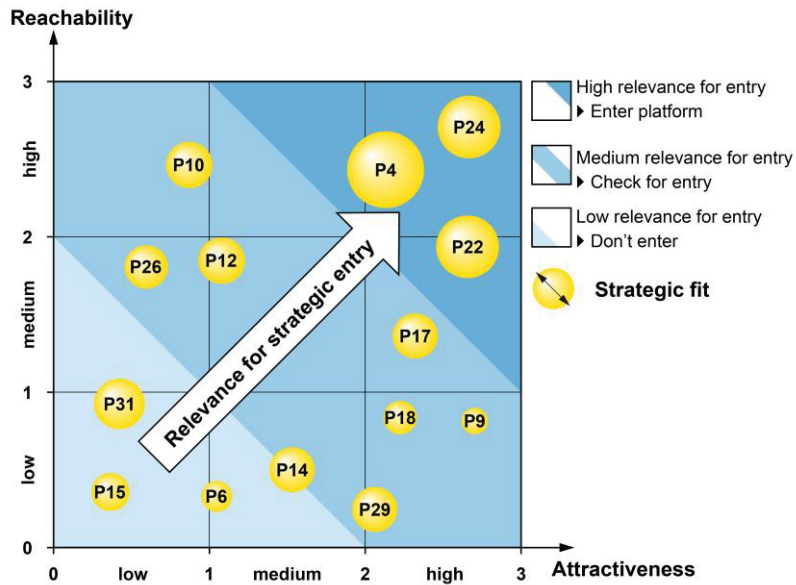 Reachability
3
high
2
medium
1
low
0
P10
P24
P4
P26
P12
P22
Relevance for strategic entry
P17
P31
P18
P9
P14
P15
P6
P29
0
low
1
medium
2
high
3
Attractiveness
High relevance for entry
Enter platform
Medium relevance for entry
Check for entry
Low relevance for entry
Don't enter
Strategic fit